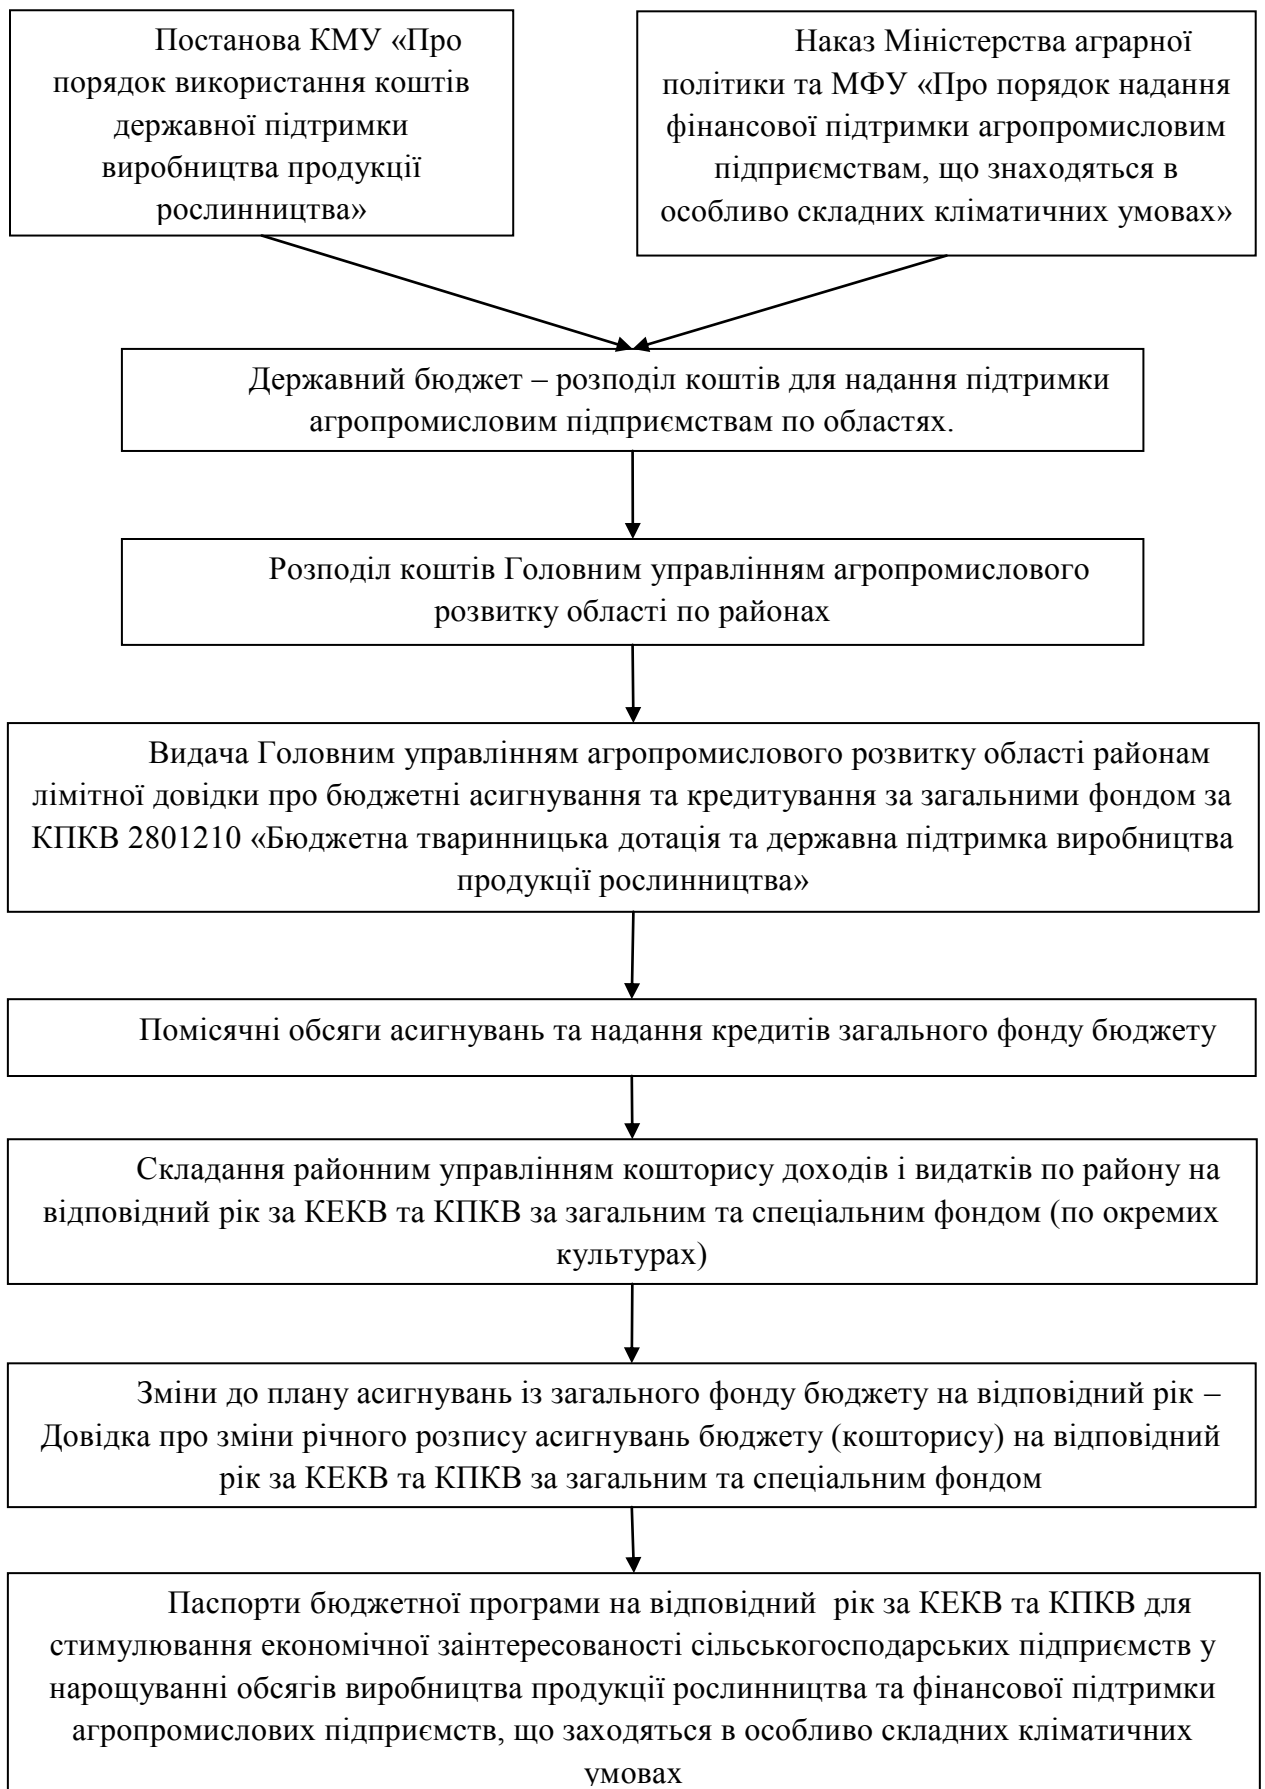 Постанова КМУ «Про
порядок використання коштів
державної підтримки
виробництва продукції
рослинництва»
Наказ Міністерства аграрної
політики та МФУ «Про порядок надання
фінансової підтримки агропромисловим
підприємствам, що знаходяться в
особливо складних кліматичних умовах»
Державний бюджет – розподіл коштів для надання підтримки
агропромисловим підприємствам по областях.
Розподіл коштів Головним управлінням агропромислового
розвитку області по районах
Видача Головним управлінням агропромислового розвитку області районам
лімітної довідки про бюджетні асигнування та кредитування за загальними фондом за
КПКВ 2801210 «Бюджетна тваринницька дотація та державна підтримка виробництва
продукції рослинництва»
Помісячні обсяги асигнувань та надання кредитів загального фонду бюджету
Складання районним управлінням кошторису доходів і видатків по району на
відповідний рік за КЕКВ та КПКВ за загальним та спеціальним фондом (по окремих
культурах)
Зміни до плану асигнувань із загального фонду бюджету на відповідний рік –
Довідка про зміни річного розпису асигнувань бюджету (кошторису) на відповідний
рік за КЕКВ та КПКВ за загальним та спеціальним фондом
Паспорти бюджетної програми на відповідний рік за КЕКВ та КПКВ для
стимулювання економічної заінтересованості сільськогосподарських підприємств у
нарощуванні обсягів виробництва продукції рослинництва та фінансової підтримки
агропромислових підприємств, що заходяться в особливо складних кліматичних
умовах